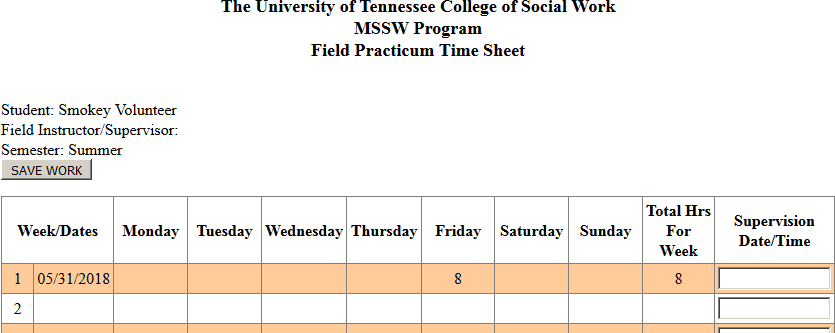 The University of Tennessee College of Social Work
MSSW Program
Field Practicum Time Sheet
Student: Smokey Volunteer
Field Instructor/Supervisor:
Semester: Summer
SAVE WORK
Week/Dates Monday Tuesday Wednesday Thursday Friday Saturday Sunday Total Hrs For Week Supervision Date/Time
1 05/31/2018 8 8
2